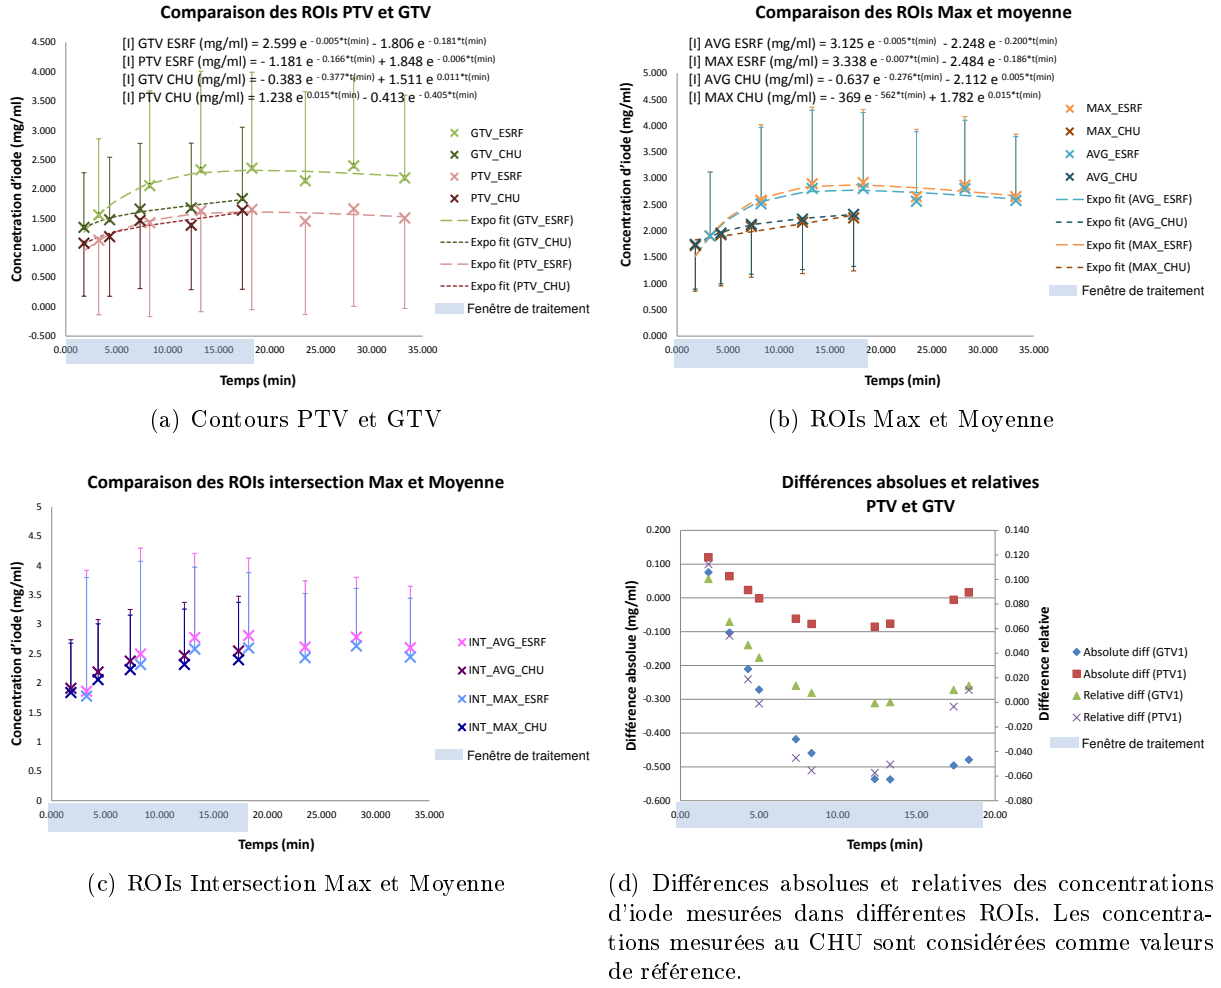 Comparaison des ROIs PTV et GTV
[I] GTV ESRF (mg/ml) = 2.599 e - 0.005*t(min) - 1.806 e - 0.181*t(min)
[I] PTV ESRF (mg/ml) = - 1.181 e - 0.166*t(min) + 1.848 e -0.006*t(min)
[I] GTV CHU (mg/ml) = - 0.383 e - 0.377*t(min) + 1.511 e 0.011*t(min)
[I] PTV CHU (mg/ml) = 1.238 e 0.015*t(min) - 0.413 e -0.405*t(min)
Concnetration d'iode (mg/ml)
4.500
4.000
3.500
3.000
2.500
2.000
1.500
1.000
0.500
0.000
-0.500
0.000 5.000 10.000 15.000 20.000 25.000 30.000 35.000
Temps (min)
GTV_ESRF
GTV_CHU
PTV_ESRF
PTV_CHU
Expo fit (GTV_ESRF)
Expo fit (GTV_CHU)
Expo fit (PTV_ESRF)
Expo fit (PTV_CHU)
Fenêtre de traitement
(a) Contours PTV et GTV
Comparaison des ROIs Max et moyenne
[I] AVG ESRF (mg/ml) = 3.125 e - 0.005*t(min) - 2.248 e - 0.200*t(min)
[I] MAX ESRF (mg/ml) = 3.338 e - 0.007*t(min) - 2.484 e - 0.186*t(min)
[I] AVG CHU (mg/ml) = - 0.637 e - 0.276*t(min) - 2.112 e 0.005*t(min)
[I] MAX CHU (mg/ml) = - 369 e - 562*t(min) + 1.782 e 0.015*t(min)
Concentration d'iode (mg/ml)
5.000
4.500
4.000
3.500
3.000
2.500
2.000
1.500
1.000
0.500
0.000
0.000 5.000 10.000 15.000 20.000 25.000 30.000 35.000
Temps (min)
MAX_ESRF
MAX_CHU
AVG_ESRF
AVG_CHU
Expo fit (AVG_ ESRF)
Expo fit (AVG_CHU)
Expo fit (MAX_ESRF)
Expo fit (MAX_CHU)
Fenêtre de traitement
(b) ROIs Max et Moyenne
Comparaison des ROIs intersection Max et Moyenne
Concentration d'iode (mg/ml)
5
4.5
4
3.5
3
2.5
2
1.5
1
0.5
0
0.000 5.000 10.000 15.000 20.000 25.000 30.000 35.000
Temps (min)
INT_AVG_ESRF
INT_AVG_CHU
INT_MAX_ESRF
INT_MAX_CHU
Fenêtre de traitement
(c) ROIs Intersection Max et Moyenne
Différences absolues et relatives
PTV et GTV
Différence absolue (mg/ml)
0.200
0.100
0.000
-0.100
-0.200
-0.300
-0.400
-0.500
-0.600
0.140
0.120
0.100
0.080
0.060
0.040
0.020
0.000
-0.020
-0.040
-0.060
-0.080
Différence relative
0.00 5.00 10.00 15.00 20.00
Temps (min)
Absolute diff (GTV1)
Absolute diff (PTV1)
Relative diff (GTV1)
Relative diff (PTV1)
Fenêtre de traitement
(d) Différences absolues et relatives des concentrations
d'iode mesurées dans différentes ROIs. Les concentra-
tions mesurées au CHU sont considérées comme valeurs
de référence.